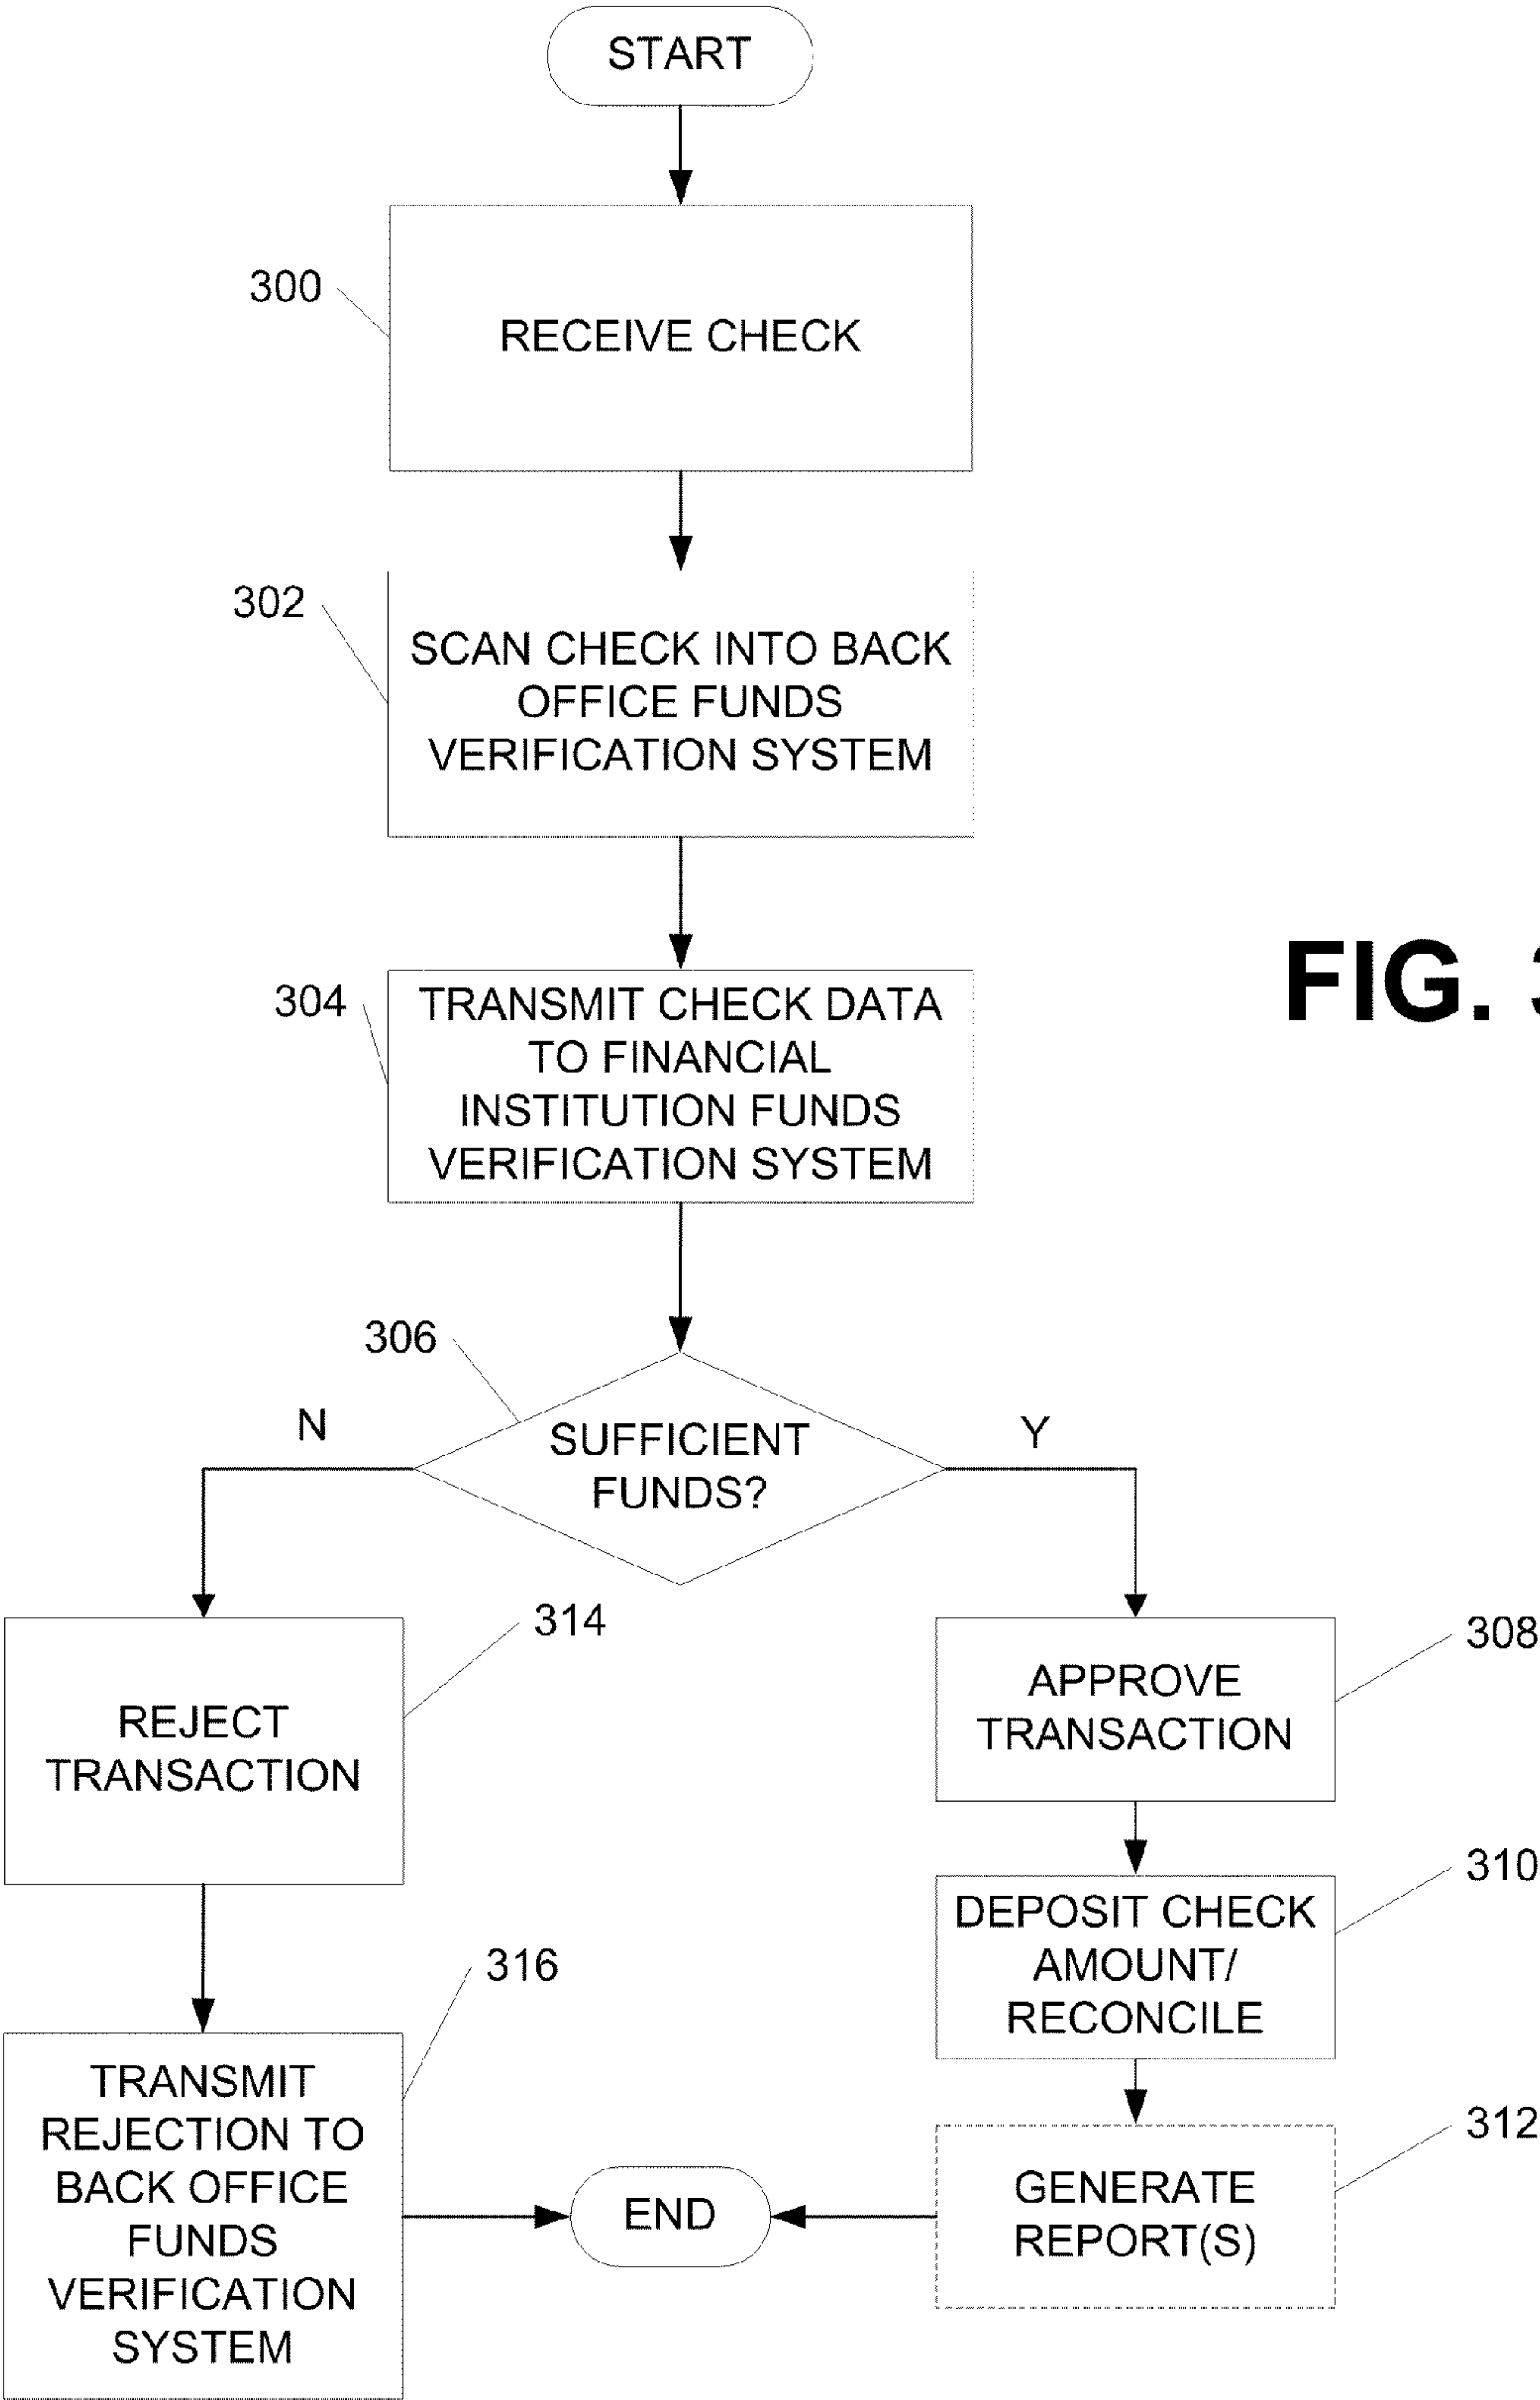 START
300
RECEIVE CHECK
302
SCAN CHECK INTO BACK
OFFICE FUNDS
VERIFICATION SYSTEM
304
TRANSMIT CHECK DATA
TO FINANCIAL
INSTITUTION FUNDS
VERIFICATION SYSTEM
FIG. 3
306
N
SUFFICIENT
FUNDS?
Y
314
REJECT
TRANSACTION
308
APPROVE
TRANSACTION
310
DEPOSIT CHECK
AMOUNT/
RECONCILE
316
TRANSMIT
REJECTION TO
BACK OFFICE
FUNDS
VERIFICATION
SYSTEM
END
312
GENERATE
REPORT(S)